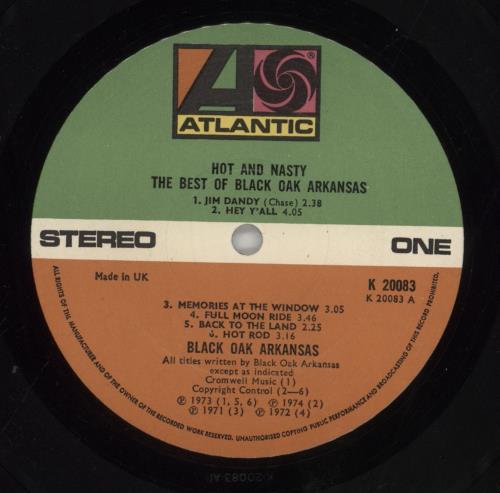 ATLANTIC
HOT AND NASTY
THE BEST OF BLACK OAK ARKANSAS
1. JIM DANDY (Chase) 2.38
2. HEY Y'ALL 4.05
STEREO ONE
Made in UK
K 20083
K 20083 A
3. MEMORIES AT THE WINDOW 3.05
4. FULL MOON RIDE 3.46
5. BACK TO THE LAND 2.25
6. HOT ROD 3.16
BLACK OAK ARKANSAS
All titles written by Black Oak Arkansas
except as indicated
Cromwell Music (1)
Copyright Control (2—6)
℗ 1973 (1, 5, 6) ℗ 1974 (2)
℗ 1971 (3) ℗ 1972 (4)
ALL RIGHTS OF THE MANUFACTURER AND OF THE OWNER OF THE RECORDED WORK RESERVED. UNAUTHORISED COPYING PUBLIC PERFORMANCE AND BROADCASTING OF THIS RECORD PROHIBITED.